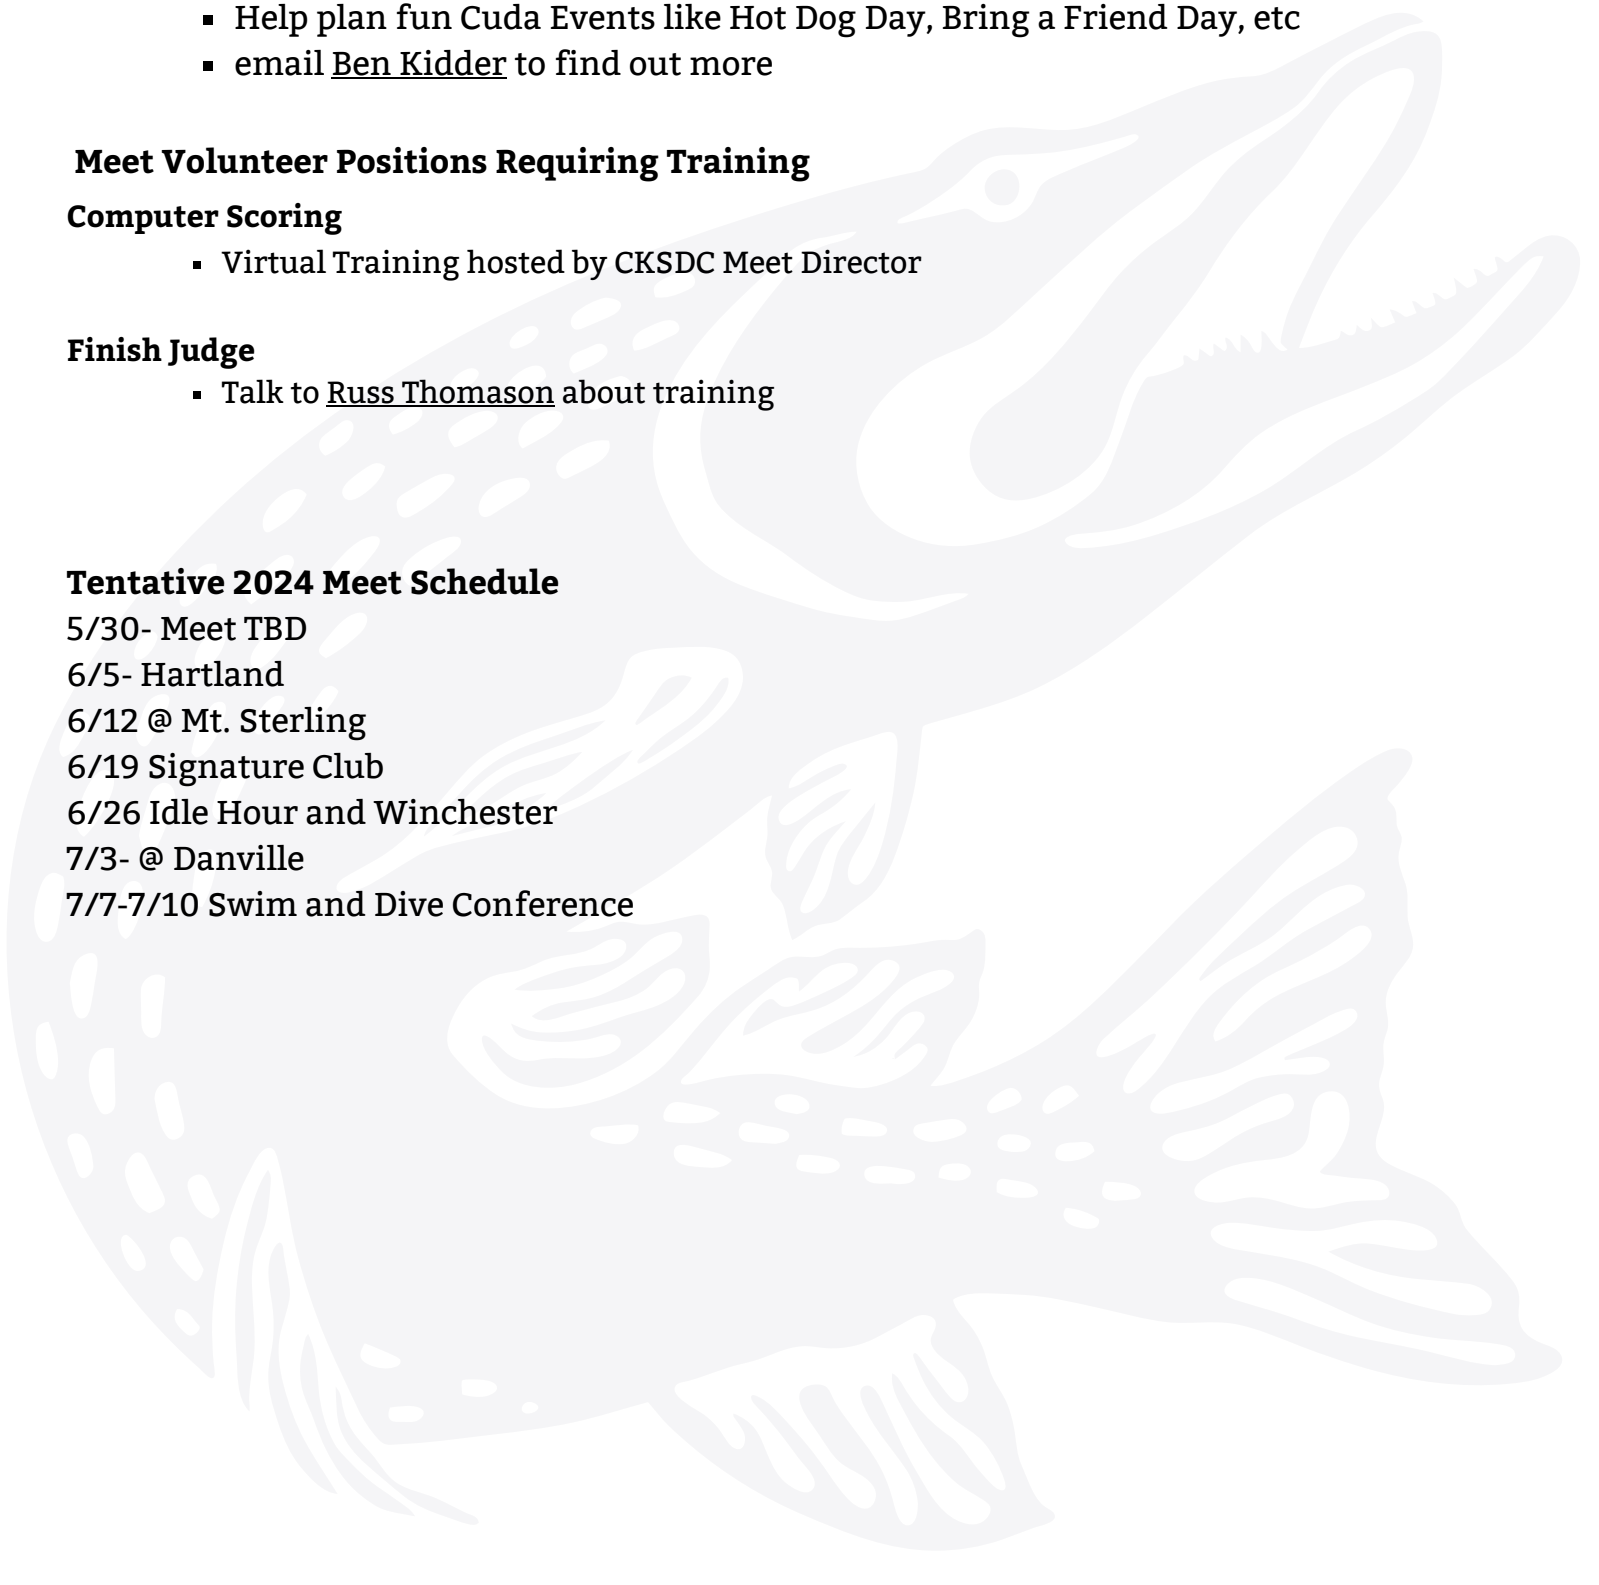 ▪ Help plan fun Cuda Events like Hot Dog Day, Bring a Friend Day, etc
▪ email Ben Kidder to find out more
Meet Volunteer Positions Requiring Training
Computer Scoring
▪ Virtual Training hosted by CKSDC Meet Director
Finish Judge
▪ Talk to Russ Thomason about training
Tentative 2024 Meet Schedule
5/30- Meet TBD
6/5- Hartland
6/12 @ Mt. Sterling
6/19 Signature Club
6/26 Idle Hour and Winchester
7/3- @ Danville
7/7-7/10 Swim and Dive Conference